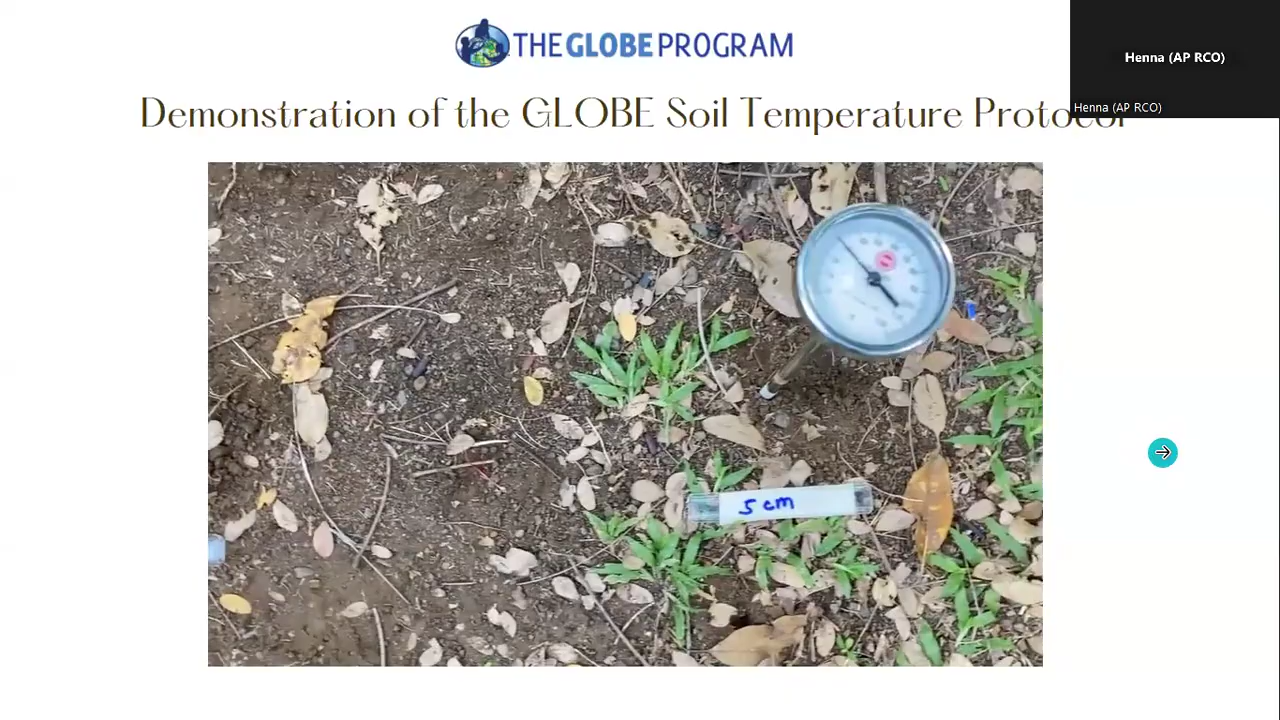 THE GLOBE PROGRAM
Henna (AP RCO)
Henna (AP RCO)
Demonstration of the GLOBE Soil Temperature Protocol
5 cm